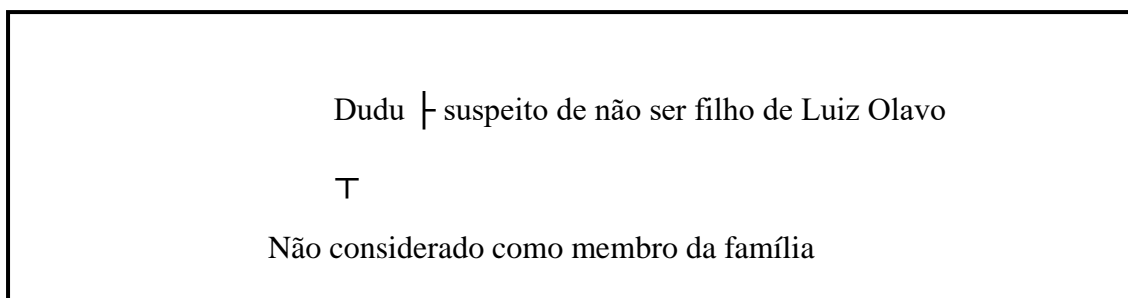 Dudu ├ suspeito de não ser filho de Luiz Olavo
┬
Não considerado como membro da família